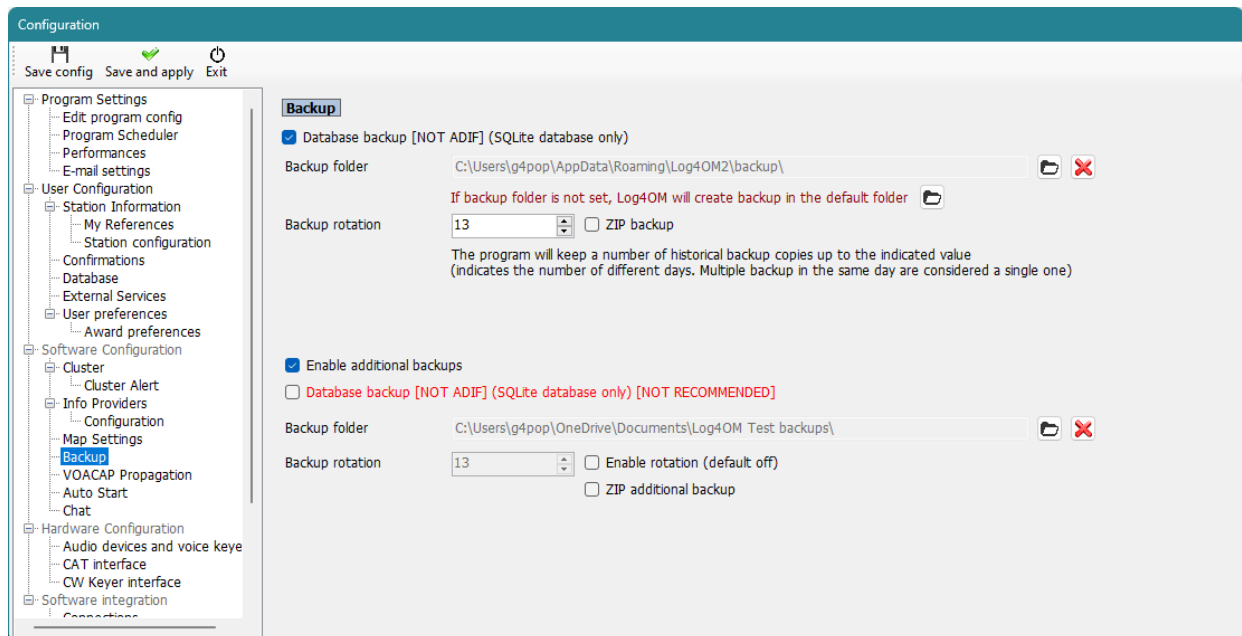 Configuration
Save config Save and apply Exit
Program Settings
Edit program config
Program Scheduler
Performances
E-mail settings
User Configuration
Station Information
My References
Station configuration
Confirmations
Database
External Services
User preferences
Award preferences
Software Configuration
Cluster
Cluster Alert
Info Providers
Configuration
Map Settings
Backup
VOACAP Propagation
Auto Start
Chat
Hardware Configuration
Audio devices and voice keye
CAT interface
CW Keyer interface
Software integration
Connections
Backup
Database backup [NOT ADIF] (SQLite database only)
Backup folder C:\Users\g4pop\AppData\Roaming\Log4OM2\backup\
If backup folder is not set, Log4OM will create backup in the default folder
Backup rotation 13 ZIP backup
The program will keep a number of historical backup copies up to the indicated value
(indicates the number of different days. Multiple backup in the same day are considered a single one)
Enable additional backups
Database backup [NOT ADIF] (SQLite database only) [NOT RECOMMENDED]
Backup folder C:\Users\g4pop\OneDrive\Documents\Log4OM Test backups\
Backup rotation 13 Enable rotation (default off)
ZIP additional backup